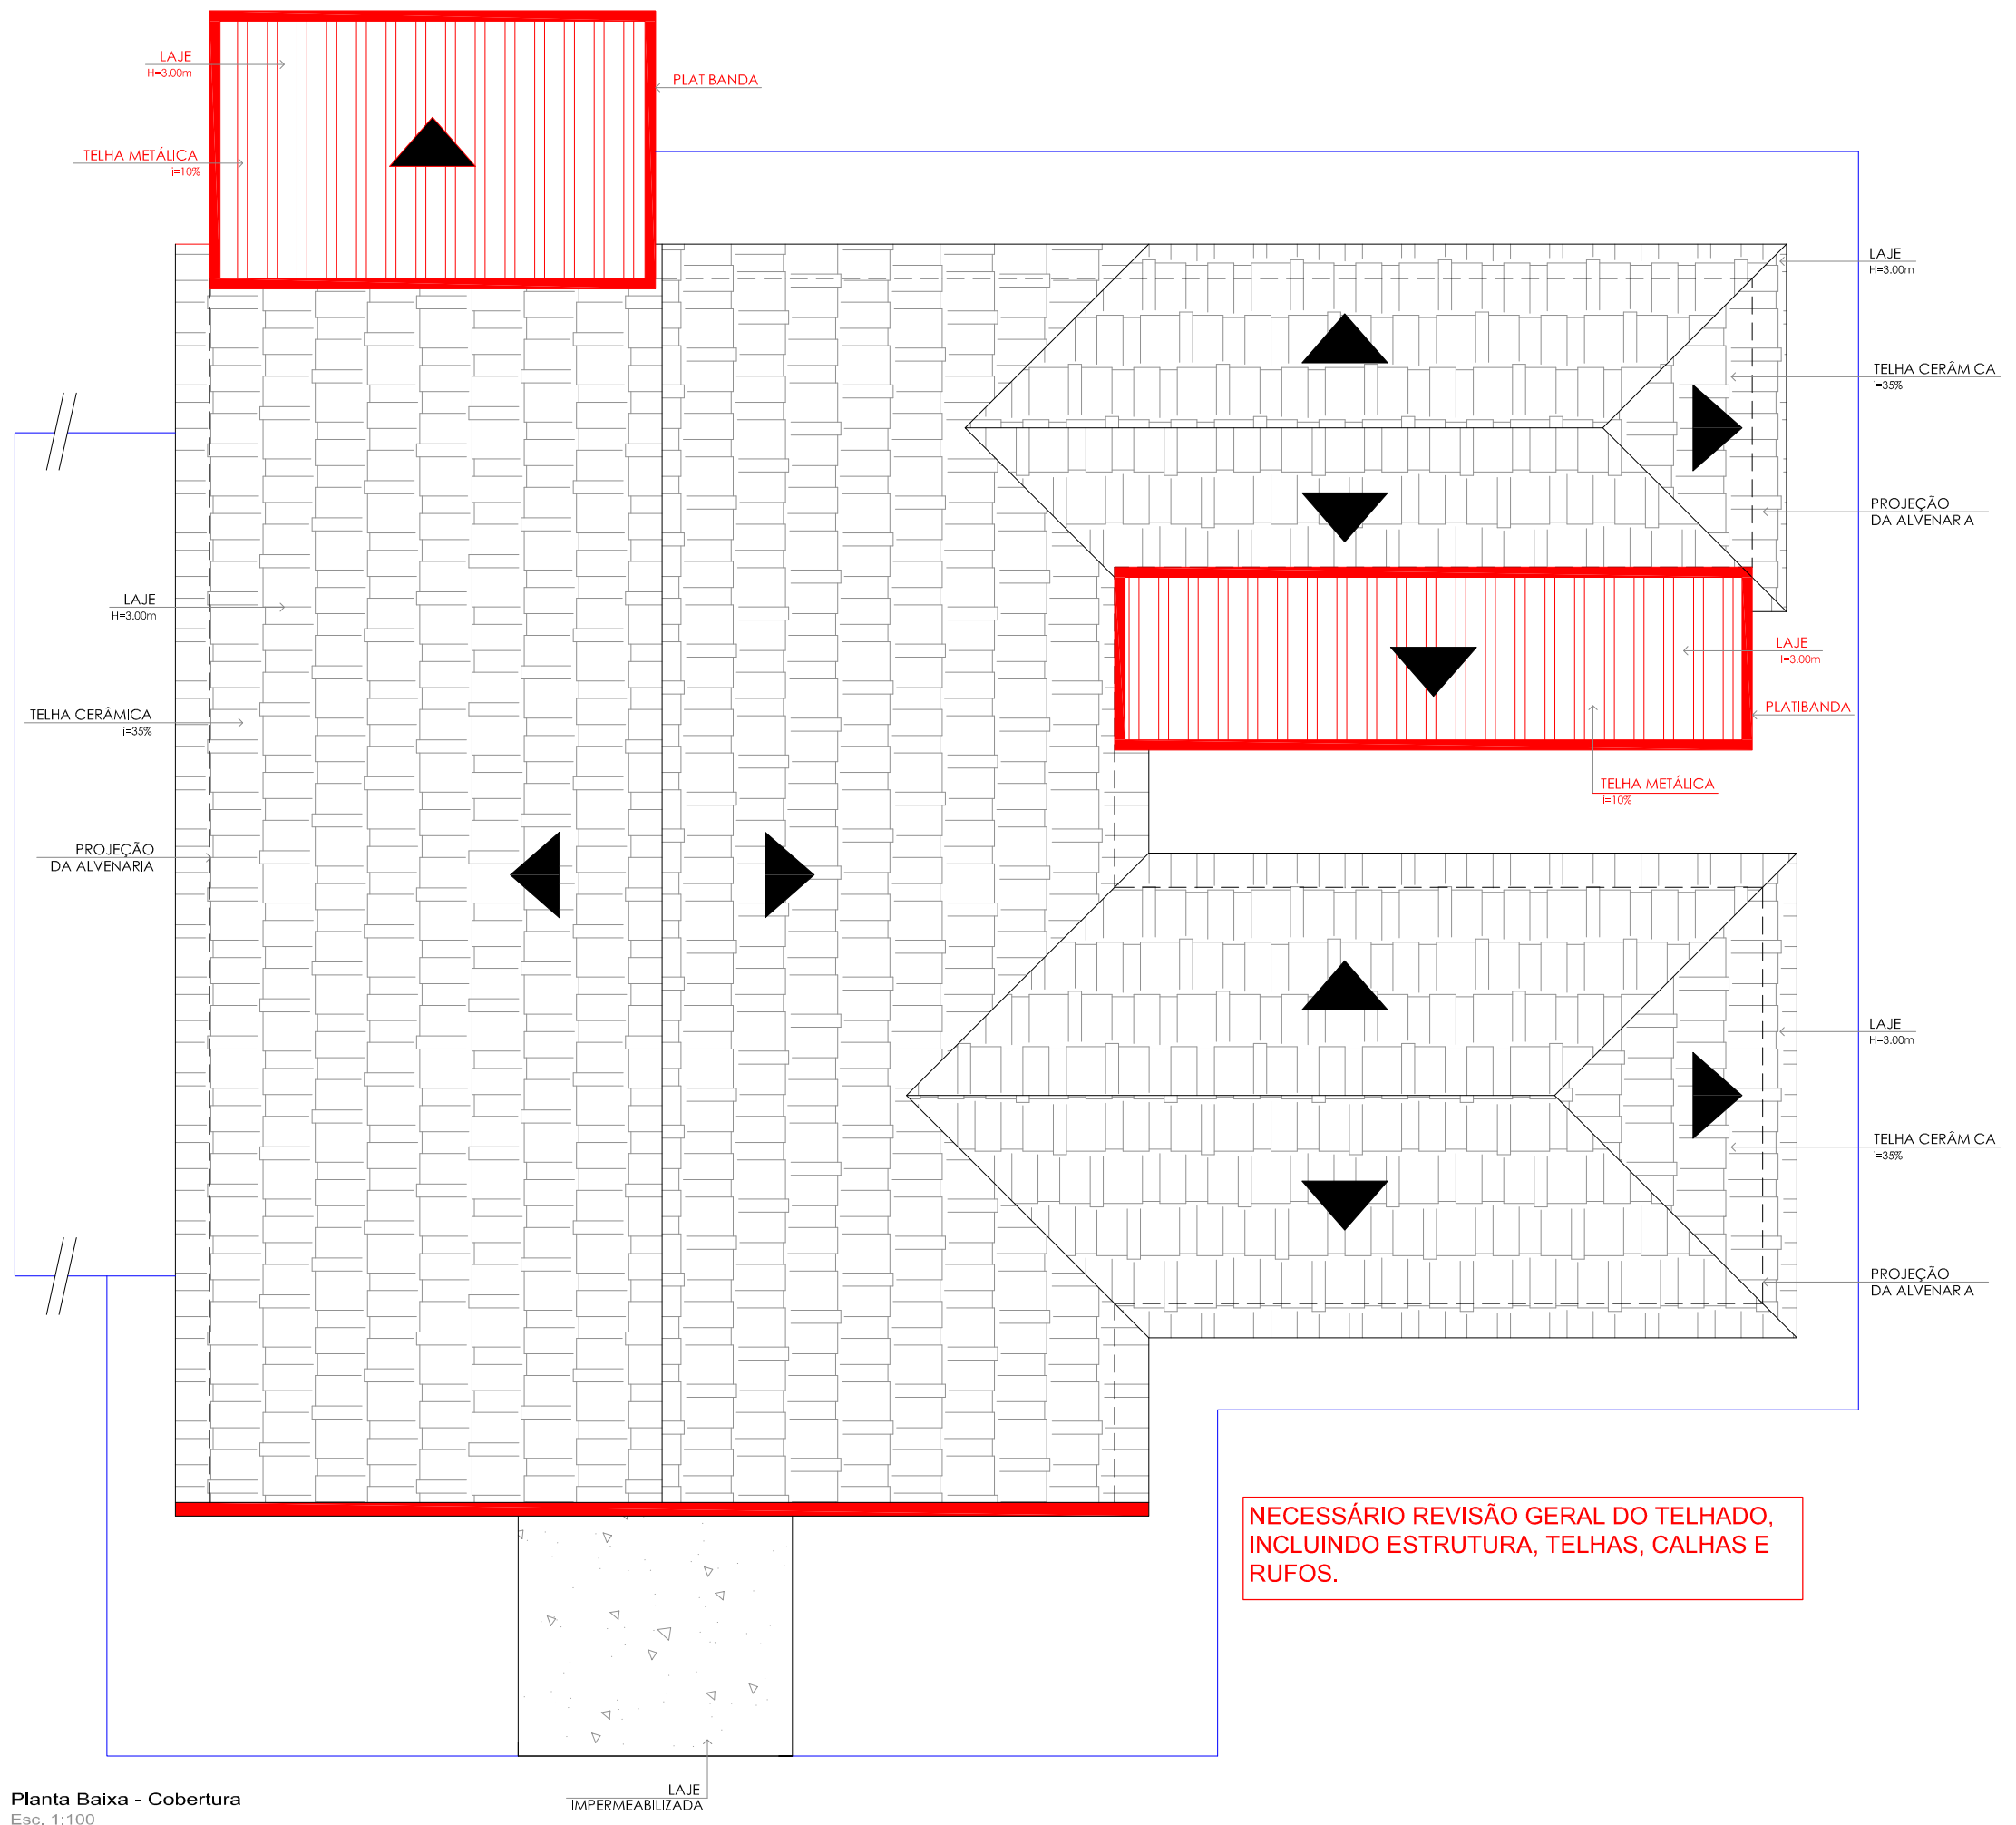 LAJE
H=3.00m
PLATIBANDA
TELHA METÁLICA
i=10%
LAJE
H=3.00m
TELHA CERÂMICA
i=35%
PROJEÇÃO
DA ALVENARIA
LAJE
H=3.00m
LAJE
H=3.00m
TELHA CERÂMICA
i=35%
PLATIBANDA
TELHA METÁLICA
i=10%
PROJEÇÃO
DA ALVENARIA
LAJE
H=3.00m
TELHA CERÂMICA
i=35%
PROJEÇÃO
DA ALVENARIA
NECESSÁRIO REVISÃO GERAL DO TELHADO,
INCLUINDO ESTRUTURA, TELHAS, CALHAS E
RUFOS.
LAJE
IMPERMEABILIZADA
Planta Baixa - Cobertura
Esc. 1:100